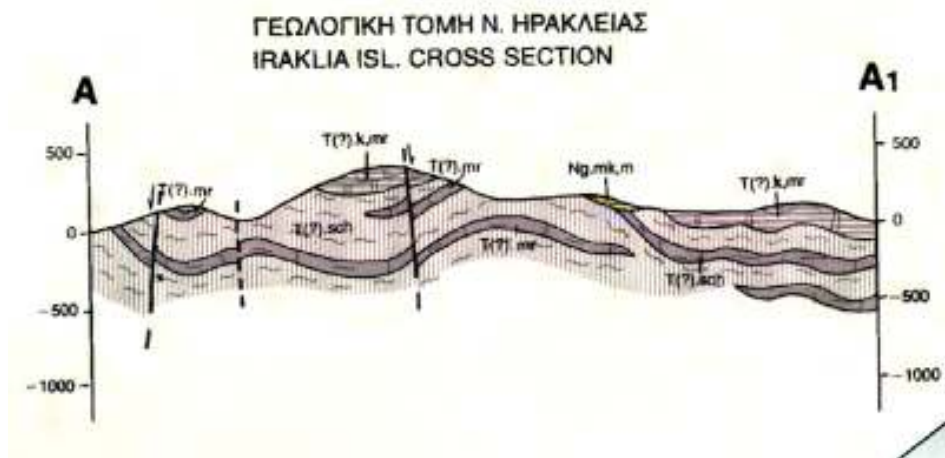 ΓΕΩΛΟΓΙΚΗ ΤΟΜΗ Ν. ΗΡΑΚΛΕΙΑΣ
IRAKLIA ISL. CROSS SECTION
A
A1
500
500
T(?).k,mr
T(?).mr
T(?).mr
Ng.mk,m
T(?).k,mr
0
0
T(?).sch
T(?).mr
T(?).sch
-500
-500
-1000
-1000